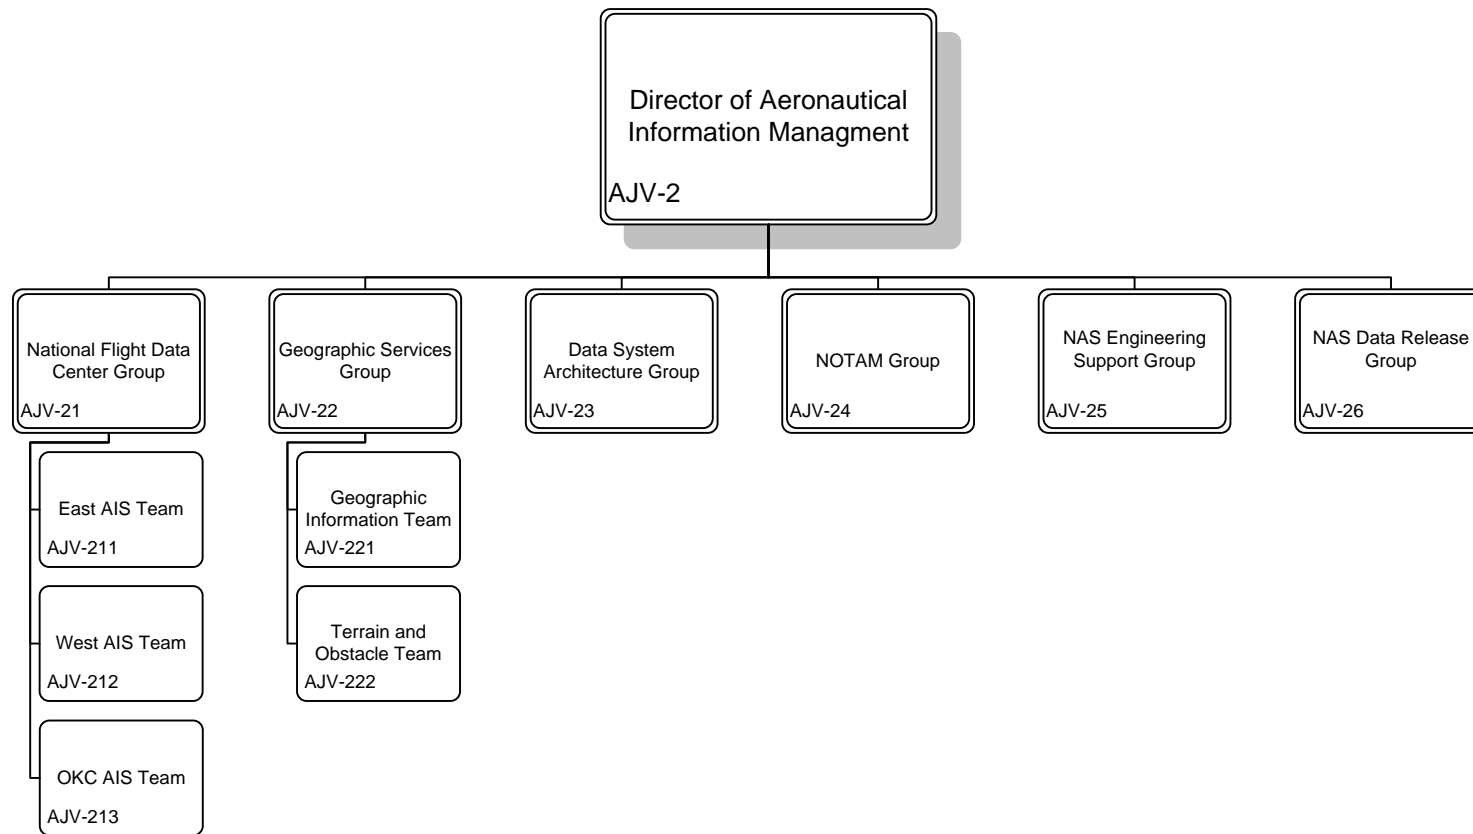 Director of Aeronautical
Information Managment
AJV-2
National Flight Data
Center Group
AJV-21
Geographic Services
Group
AJV-22
Data System
Architecture Group
AJV-23
NOTAM Group
AJV-24
NAS Engineering
Support Group
AJV-25
NAS Data Release
Group
AJV-26
East AIS Team
AJV-211
West AIS Team
AJV-212
OKC AIS Team
AJV-213
Geographic
Information Team
AJV-221
Terrain and
Obstacle Team
AJV-222